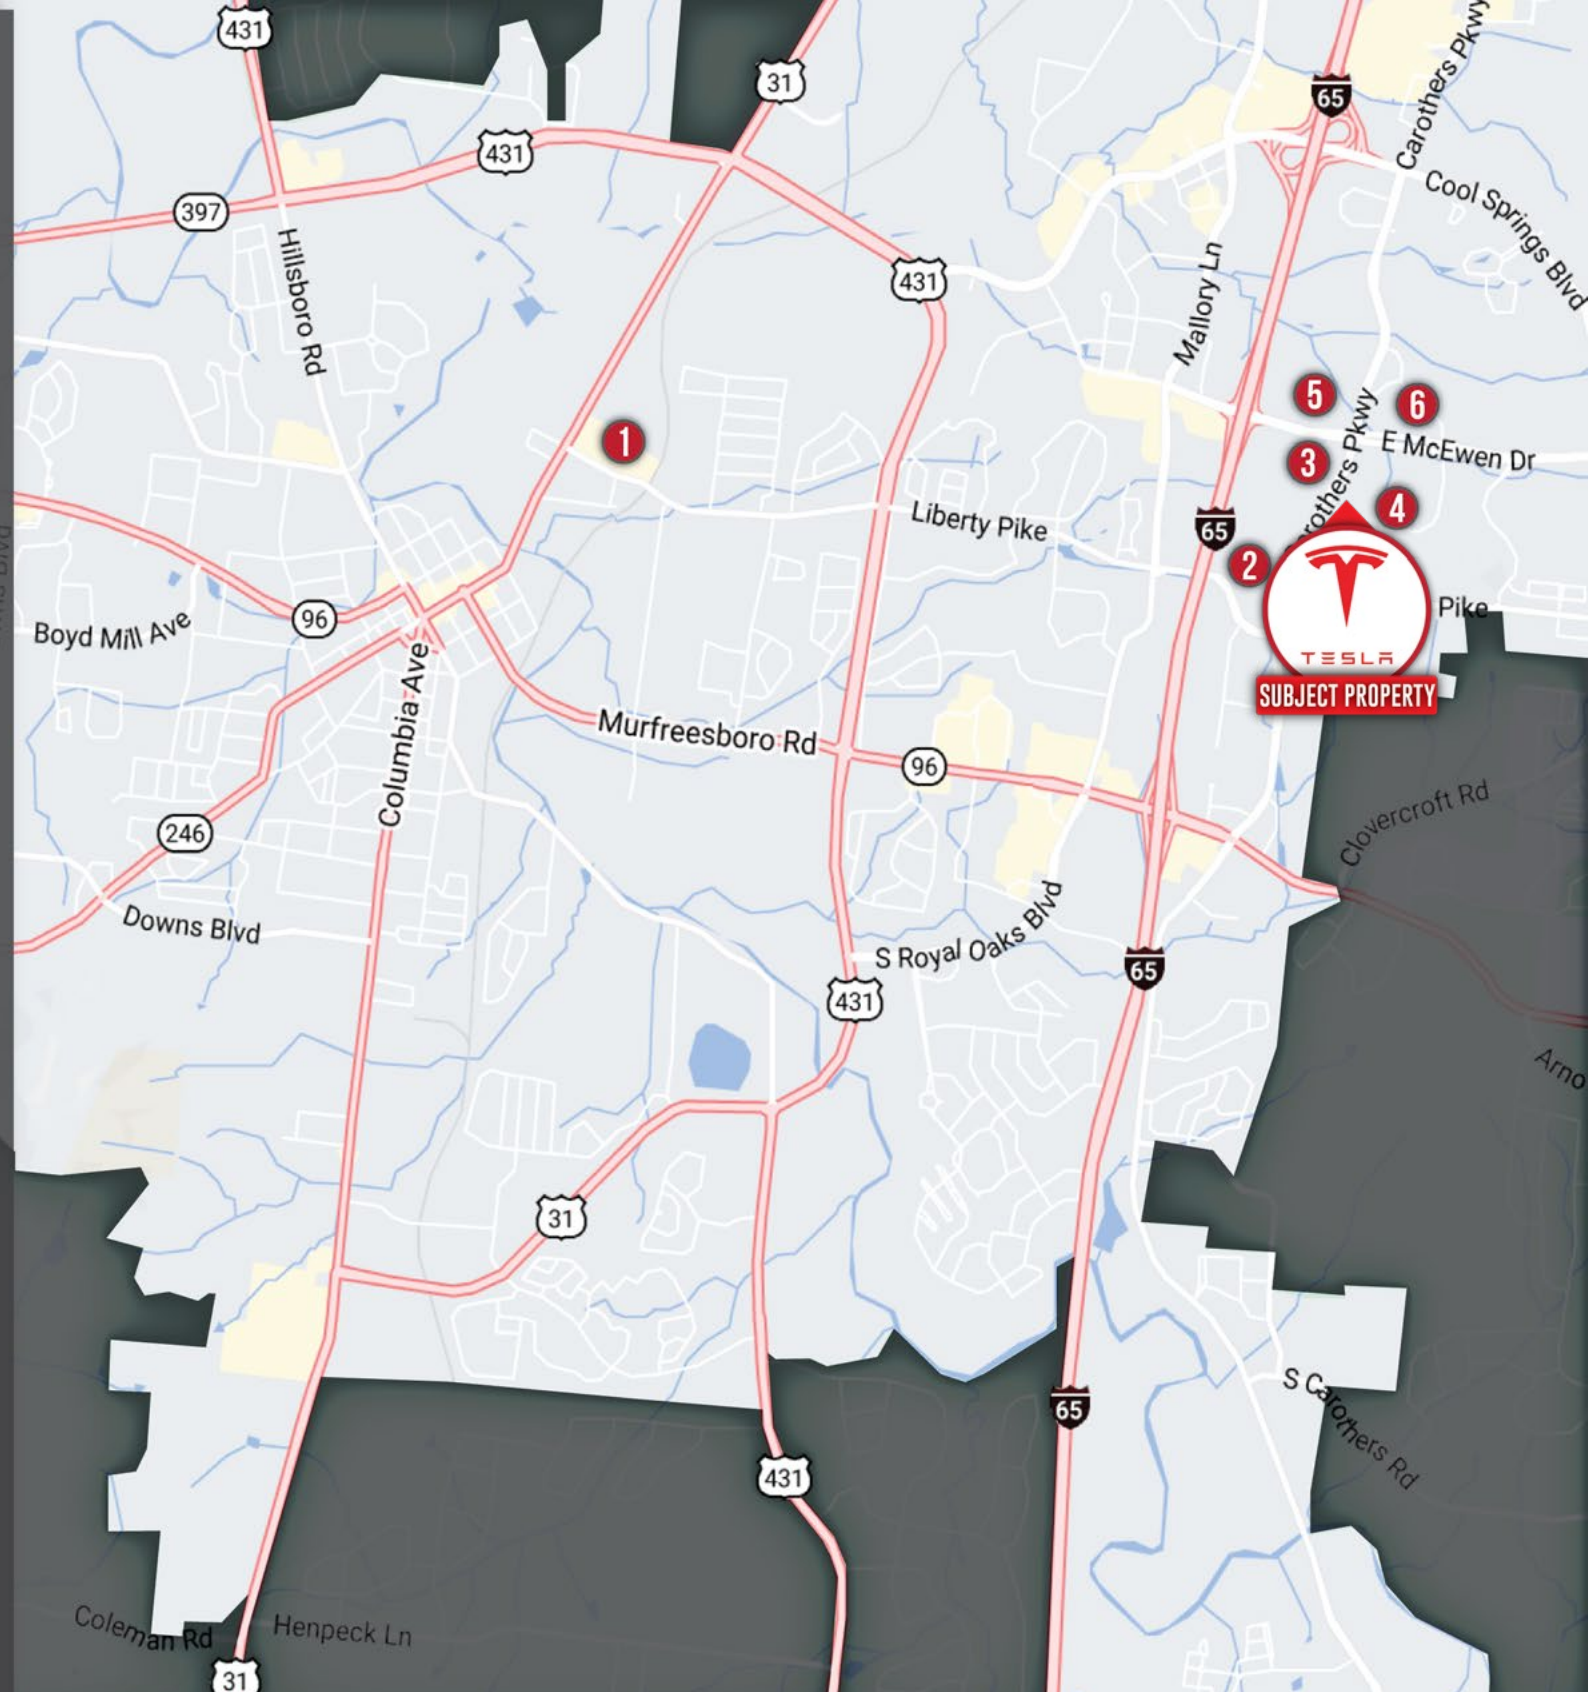 431
31
65
Carothers Pkwy
431
397
Cool Springs Blvd
Hillsboro Rd
431
Mallory Ln
5
6
1
Carothers Pkwy
E McEwen Dr
3
4
Liberty Pike
65
2
96
Boyd Mill Ave
Pike
TESLA
SUBJECT PROPERTY
Columbia Ave
Murfreesboro Rd
96
246
Clovercroft Rd
Downs Blvd
S Royal Oaks Blvd
65
431
Arno
31
S Carothers Rd
65
431
Coleman Rd
Henpeck Ln
31